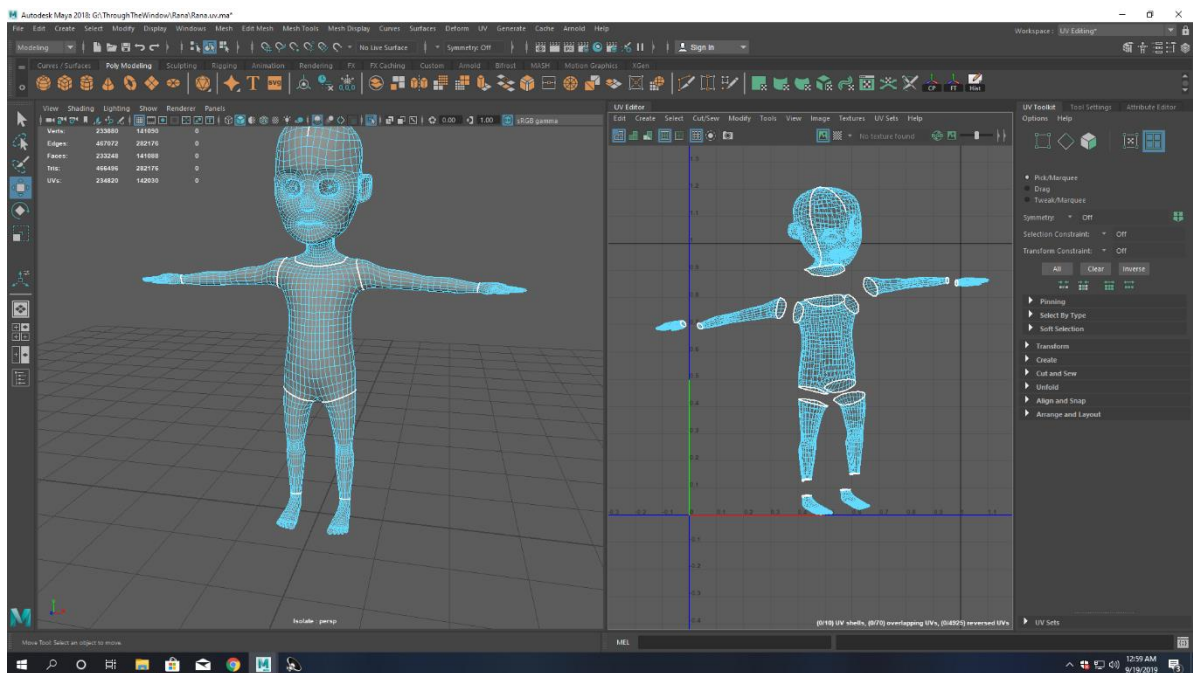 Autodesk Maya 2018: G:\ThroughTheWindow\Rana\Rana.uv.ma*
File Edit Create Select Modify Display Windows Mesh Edit Mesh Mesh Tools Mesh Display Curves Surfaces Deform UV Generate Cache Arnold Help
Workspace: UV Editing*
Modeling No Live Surface Symmetry: Off Sign In
Curves / Surfaces Poly Modeling Sculpting Rigging Animation Rendering FX FX Caching Custom Arnold Bifrost MASH Motion Graphics XGen
SVG CP FT Hist
View Shading Lighting Show Renderer Panels
0.00 1.00 sRGB gamma
Verts: 233880 141090 0
Edges: 467072 282176 0
Faces: 233248 141088 0
Tris: 466496 282176 0
UVs: 234820 142030 0
Isolate : persp
UV Editor
Edit Create Select Cut/Sew Modify Tools View Image Textures UV Sets Help
No texture found
(0/10) UV shells, (0/70) overlapping UVs, (0/4925) reversed UVs
UV Toolkit Tool Settings Attribute Editor
Options Help
Pick/Marquee
Drag
Tweak/Marquee
Symmetry: Off
Selection Constraint: Off
Transform Constraint: Off
All Clear Inverse
Pinning
Select By Type
Soft Selection
Transform
Create
Cut and Sew
Unfold
Align and Snap
Arrange and Layout
UV Sets
Move Tool: Select an object to move.
MEL
12:59 AM
9/19/2019